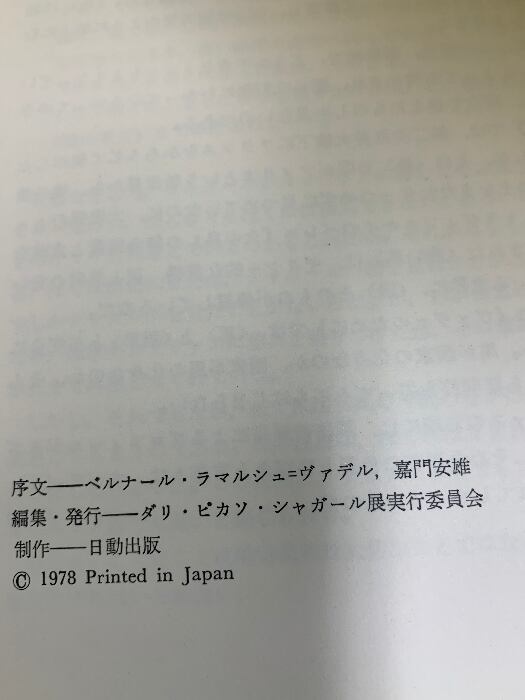 序文――ベルナール・ラマルシュ=ヴァデル, 嘉門安雄
編集・発行――ダリ・ピカソ・シャガール展実行委員会
制作――日動出版
© 1978 Printed in Japan